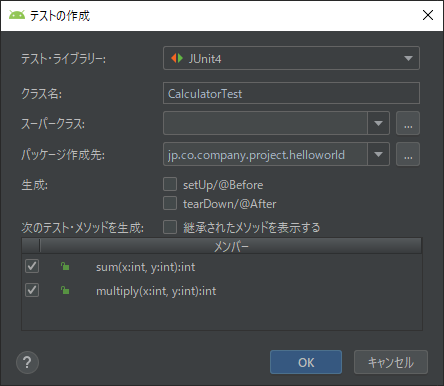 テストの作成
テスト・ライブラリー: JUnit4
クラス名: CalculatorTest
スーパークラス: ...
パッケージ作成先: jp.co.company.project.helloworld ...
生成: setUp/@Before
tearDown/@After
次のテスト・メソッドを生成: 継承されたメソッドを表示する
メンバー
sum(x:int, y:int):int
multiply(x:int, y:int):int
? OK キャンセル